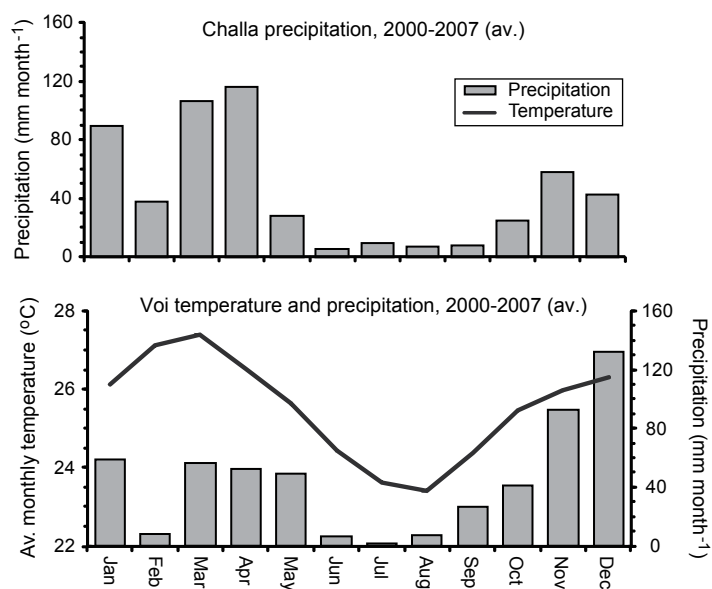 Challa precipitation, 2000-2007 (av.)
Precipitation (mm month-1)
160
120
80
40
0
Precipitation
Temperature
Voi temperature and precipitation, 2000-2007 (av.)
Av. monthly temperature (ºC)
28
26
24
22
160
120
80
40
0
Precipitation (mm month-1)
Jan
Feb
Mar
Apr
May
Jun
Jul
Aug
Sep
Oct
Nov
Dec